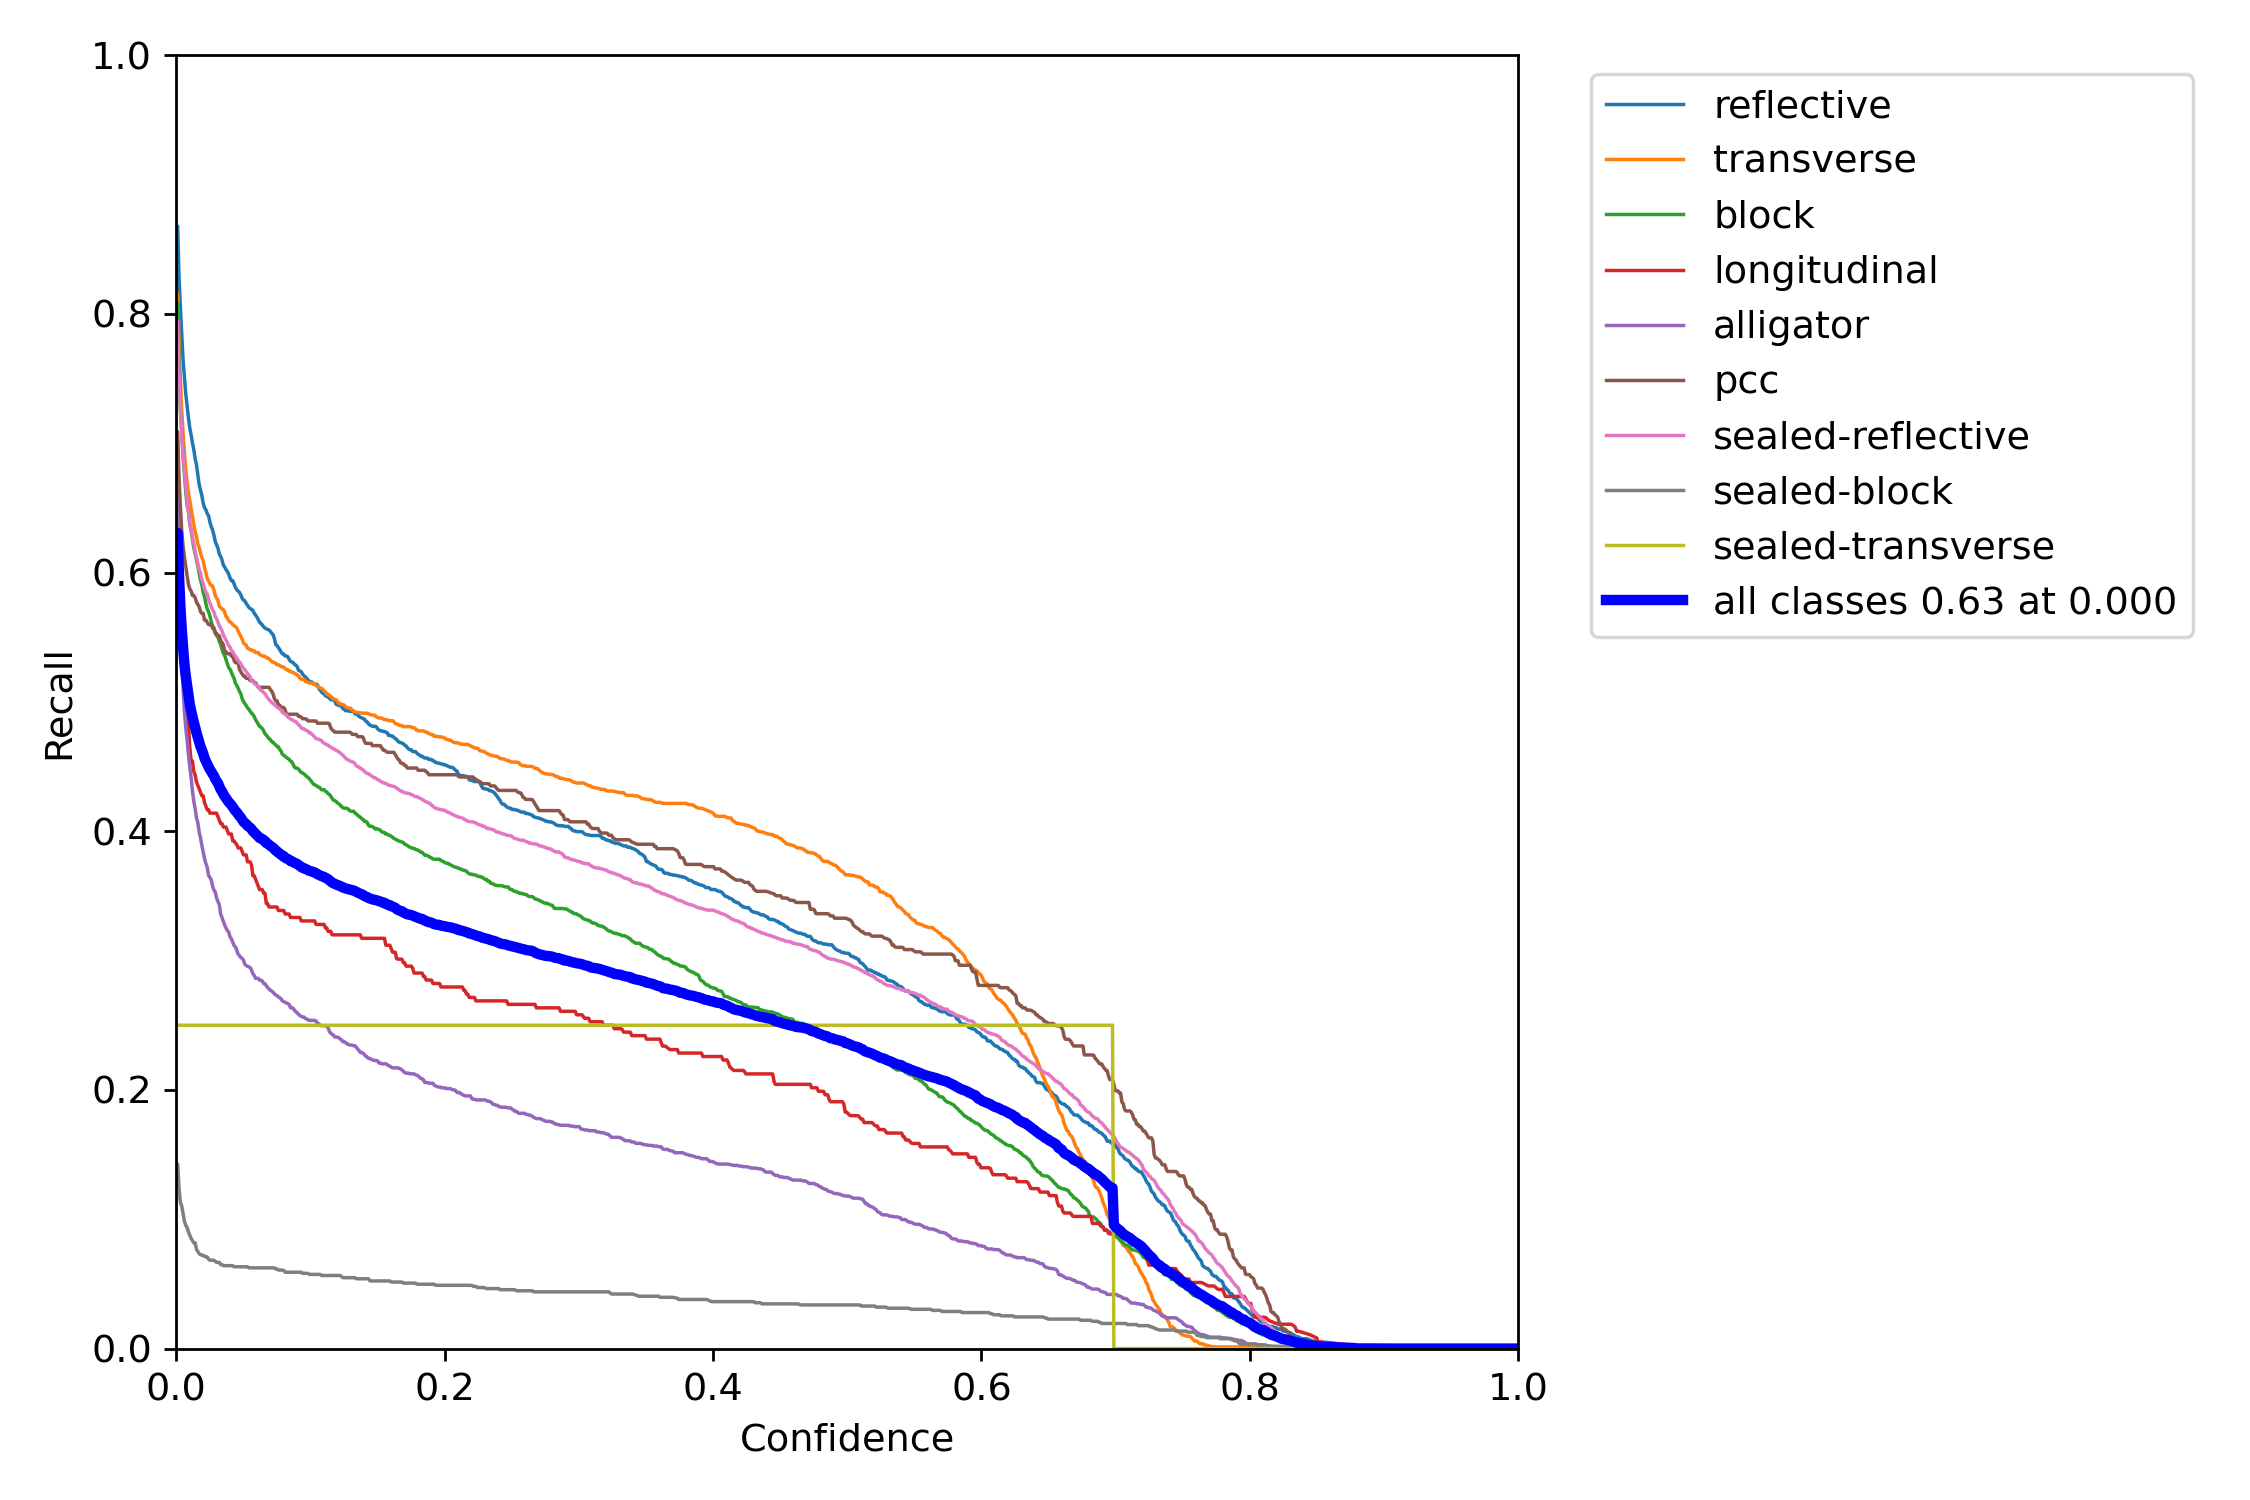 1.0
0.8
0.6
0.4
0.2
0.0
Recall
0.0 0.2 0.4 0.6 0.8 1.0
Confidence
reflective
transverse
block
longitudinal
alligator
pcc
sealed-reflective
sealed-block
sealed-transverse
all classes 0.63 at 0.000